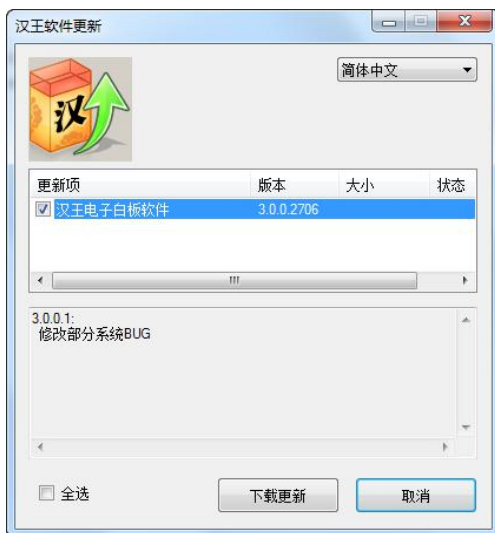 汉王软件更新
简体中文
汉
更新项 版本 大小 状态
汉王电子白板软件 3.0.0.2706
3.0.0.1:
修改部分系统BUG
全选 下载更新 取消